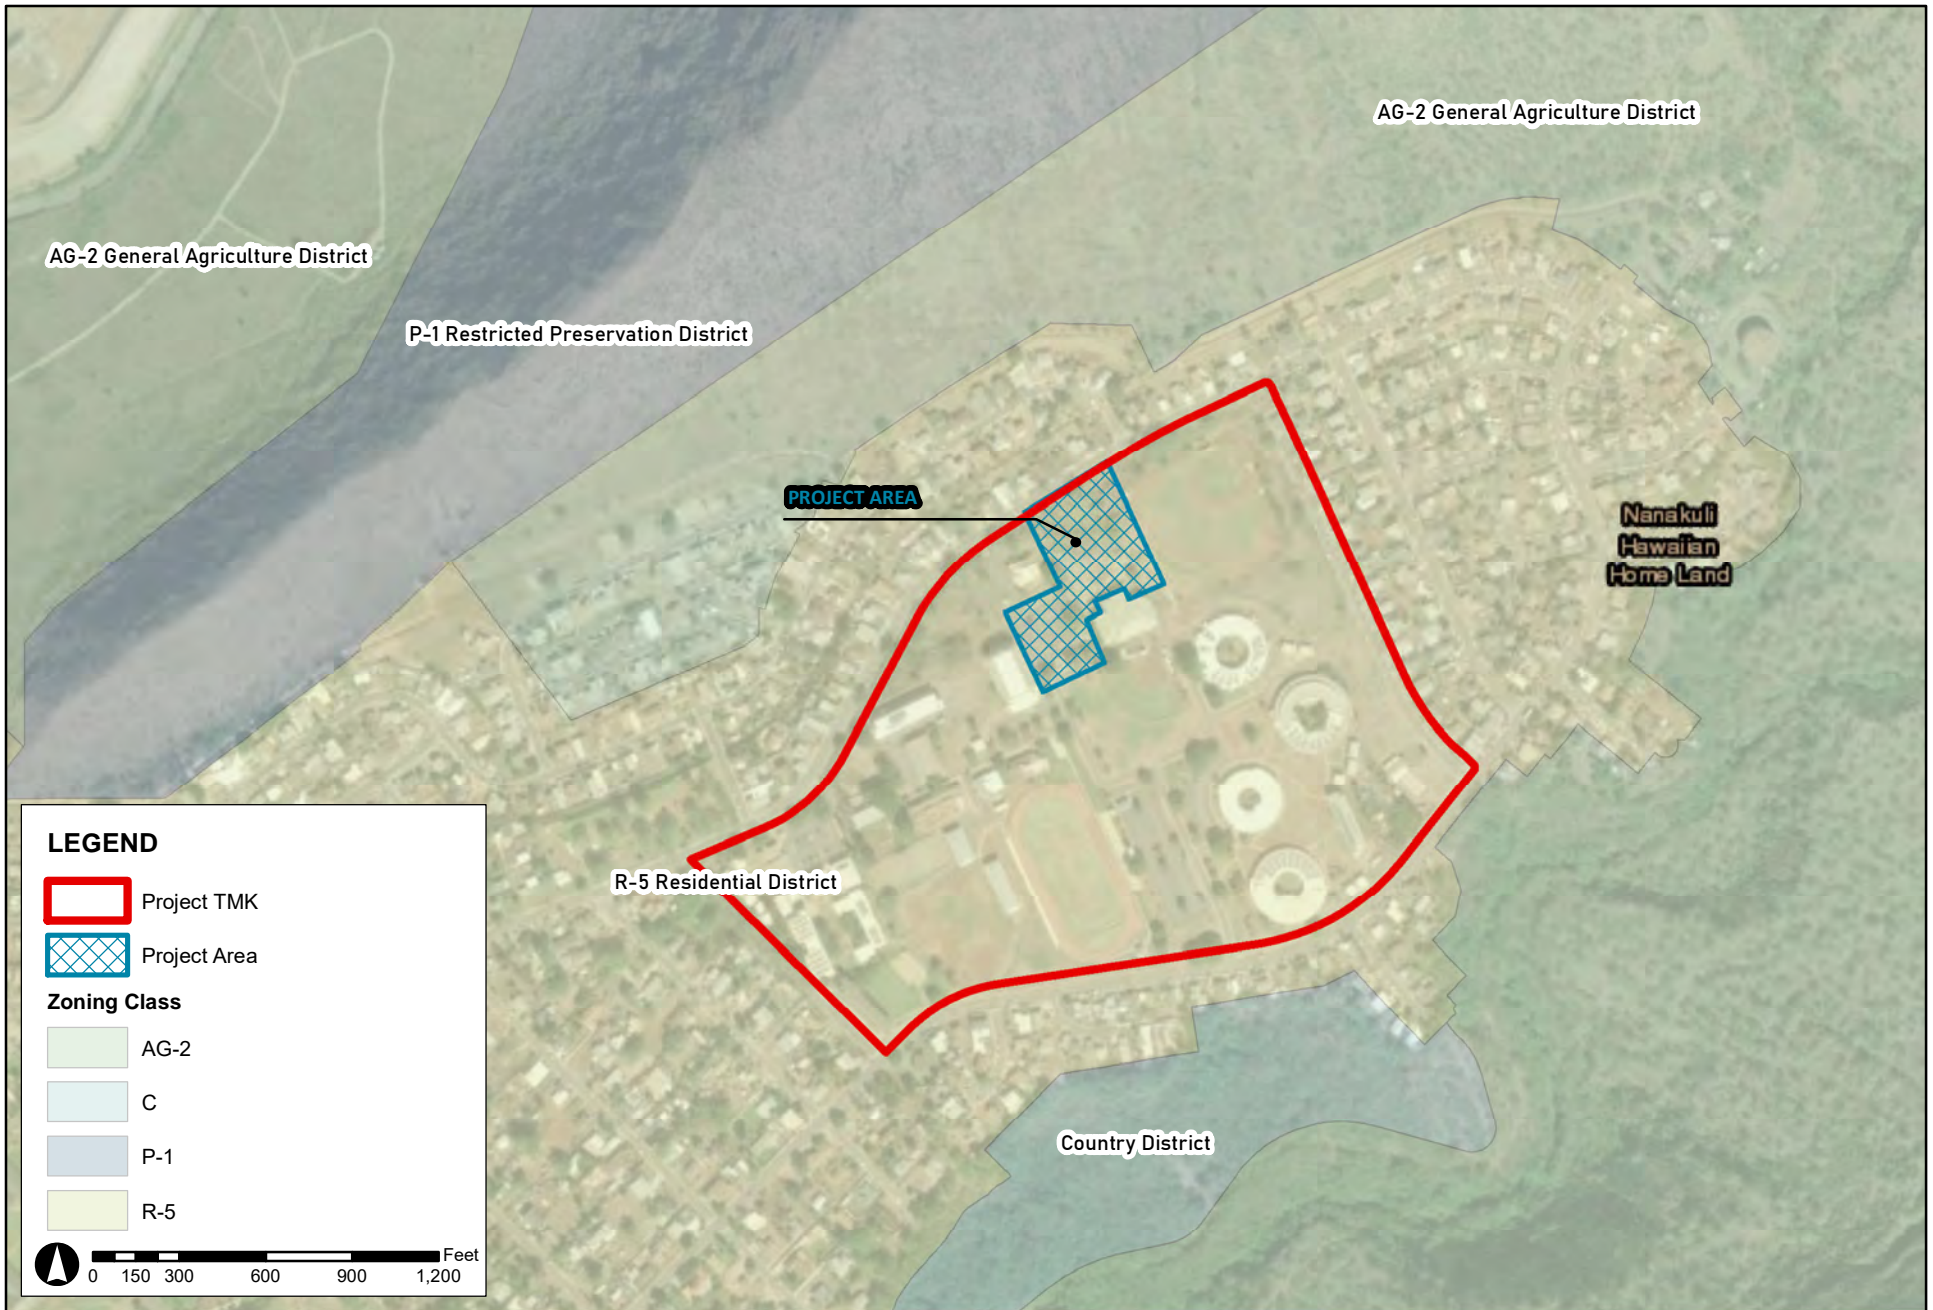 AG-2 General Agriculture District
AG-2 General Agriculture District
P-1 Restricted Preservation District
PROJECT AREA
Nanakuli
Hawaiian
Home Land
R-5 Residential District
Country District
LEGEND
Project TMK
Project Area
Zoning Class
AG-2
C
P-1
R-5
Feet
0 150 300 600 900 1,200